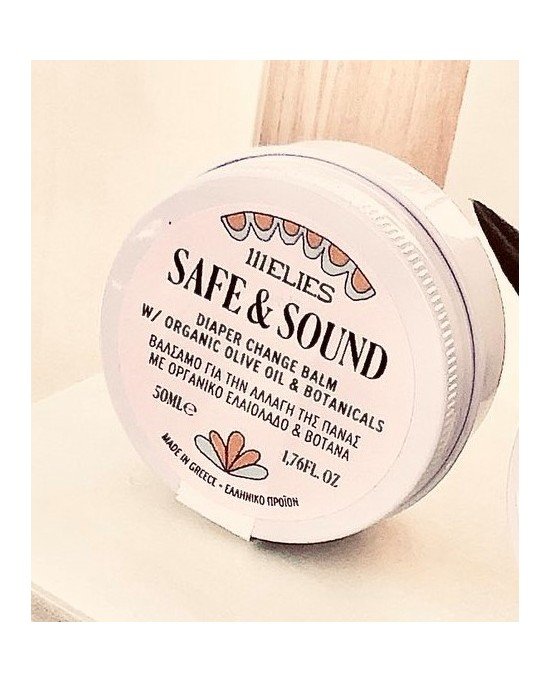 111ELIES
SAFE & SOUND
DIAPER CHANGE BALM
W/ ORGANIC OLIVE OIL & BOTANICALS
ΒΑΛΣΑΜΟ ΓΙΑ ΤΗΝ ΑΛΛΑΓΗ ΤΗΣ ΠΑΝΑΣ
ΜΕ ΟΡΓΑΝΙΚΟ ΕΛΑΙΟΛΑΔΟ & ΒΟΤΑΝΑ
50ML℮
1,76FL. OZ
MADE IN GREECE - ΕΛΛΗΝΙΚΟ ΠΡΟΪΟΝ